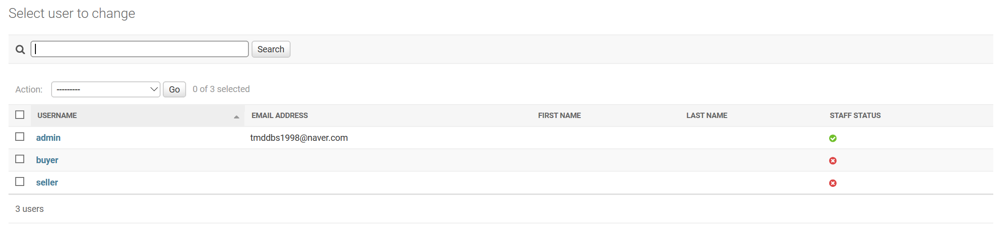 Select user to change
Search
Action: --------- Go 0 of 3 selected
USERNAME EMAIL ADDRESS FIRST NAME LAST NAME STAFF STATUS
admin tmddbs1998@naver.com
buyer
seller
3 users